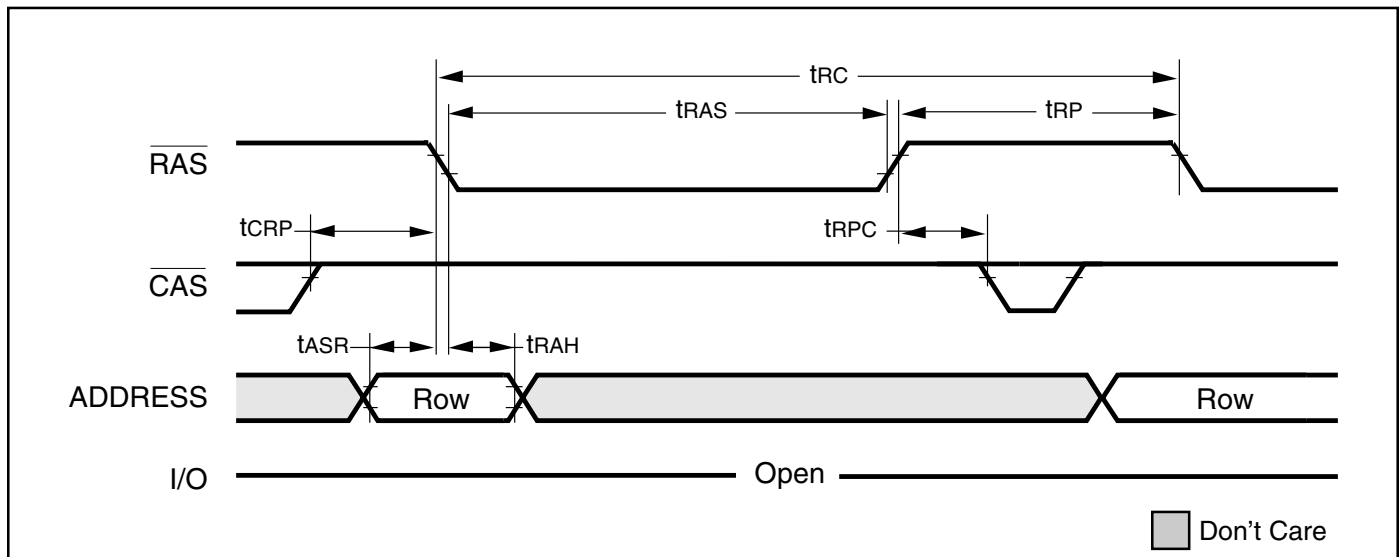 tRC
tRAS
tRP
RAS
tCRP
tRPC
CAS
tASR
tRAH
ADDRESS
Row
Row
I/O
Open
Don't Care